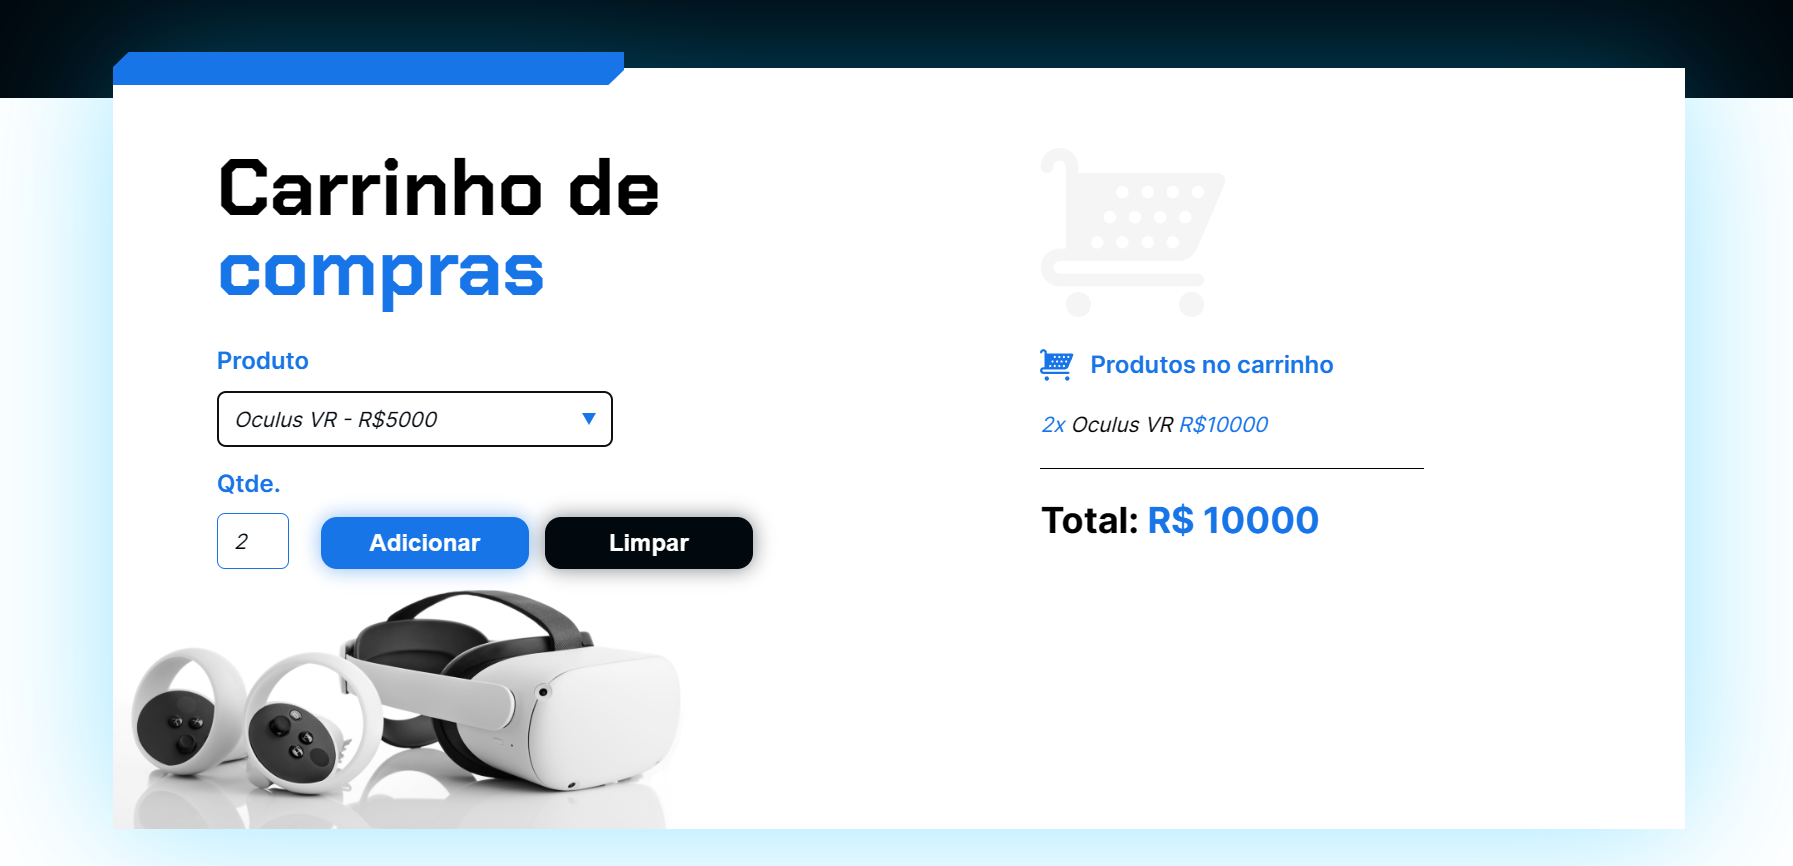 Carrinho de
compras
Produto
Oculus VR - R$5000
Qtde.
2
Adicionar
Limpar
Produtos no carrinho
2x Oculus VR R$10000
Total: R$ 10000